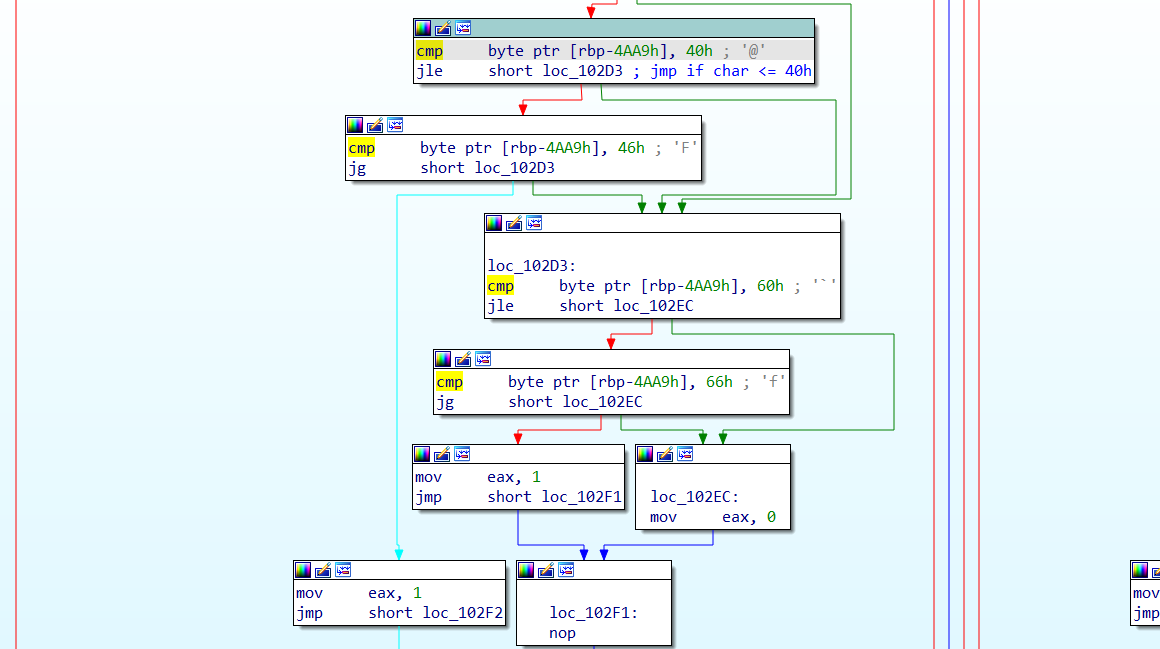 cmp byte ptr [rbp-4AA9h], 40h ; '@'
jle short loc_102D3 ; jmp if char <= 40h
cmp byte ptr [rbp-4AA9h], 46h ; 'F'
jg short loc_102D3
loc_102D3:
cmp byte ptr [rbp-4AA9h], 60h ; '`'
jle short loc_102EC
cmp byte ptr [rbp-4AA9h], 66h ; 'f'
jg short loc_102EC
mov eax, 1
jmp short loc_102F1
loc_102EC:
mov eax, 0
mov eax, 1
jmp short loc_102F2
loc_102F1:
nop
mov
jmp